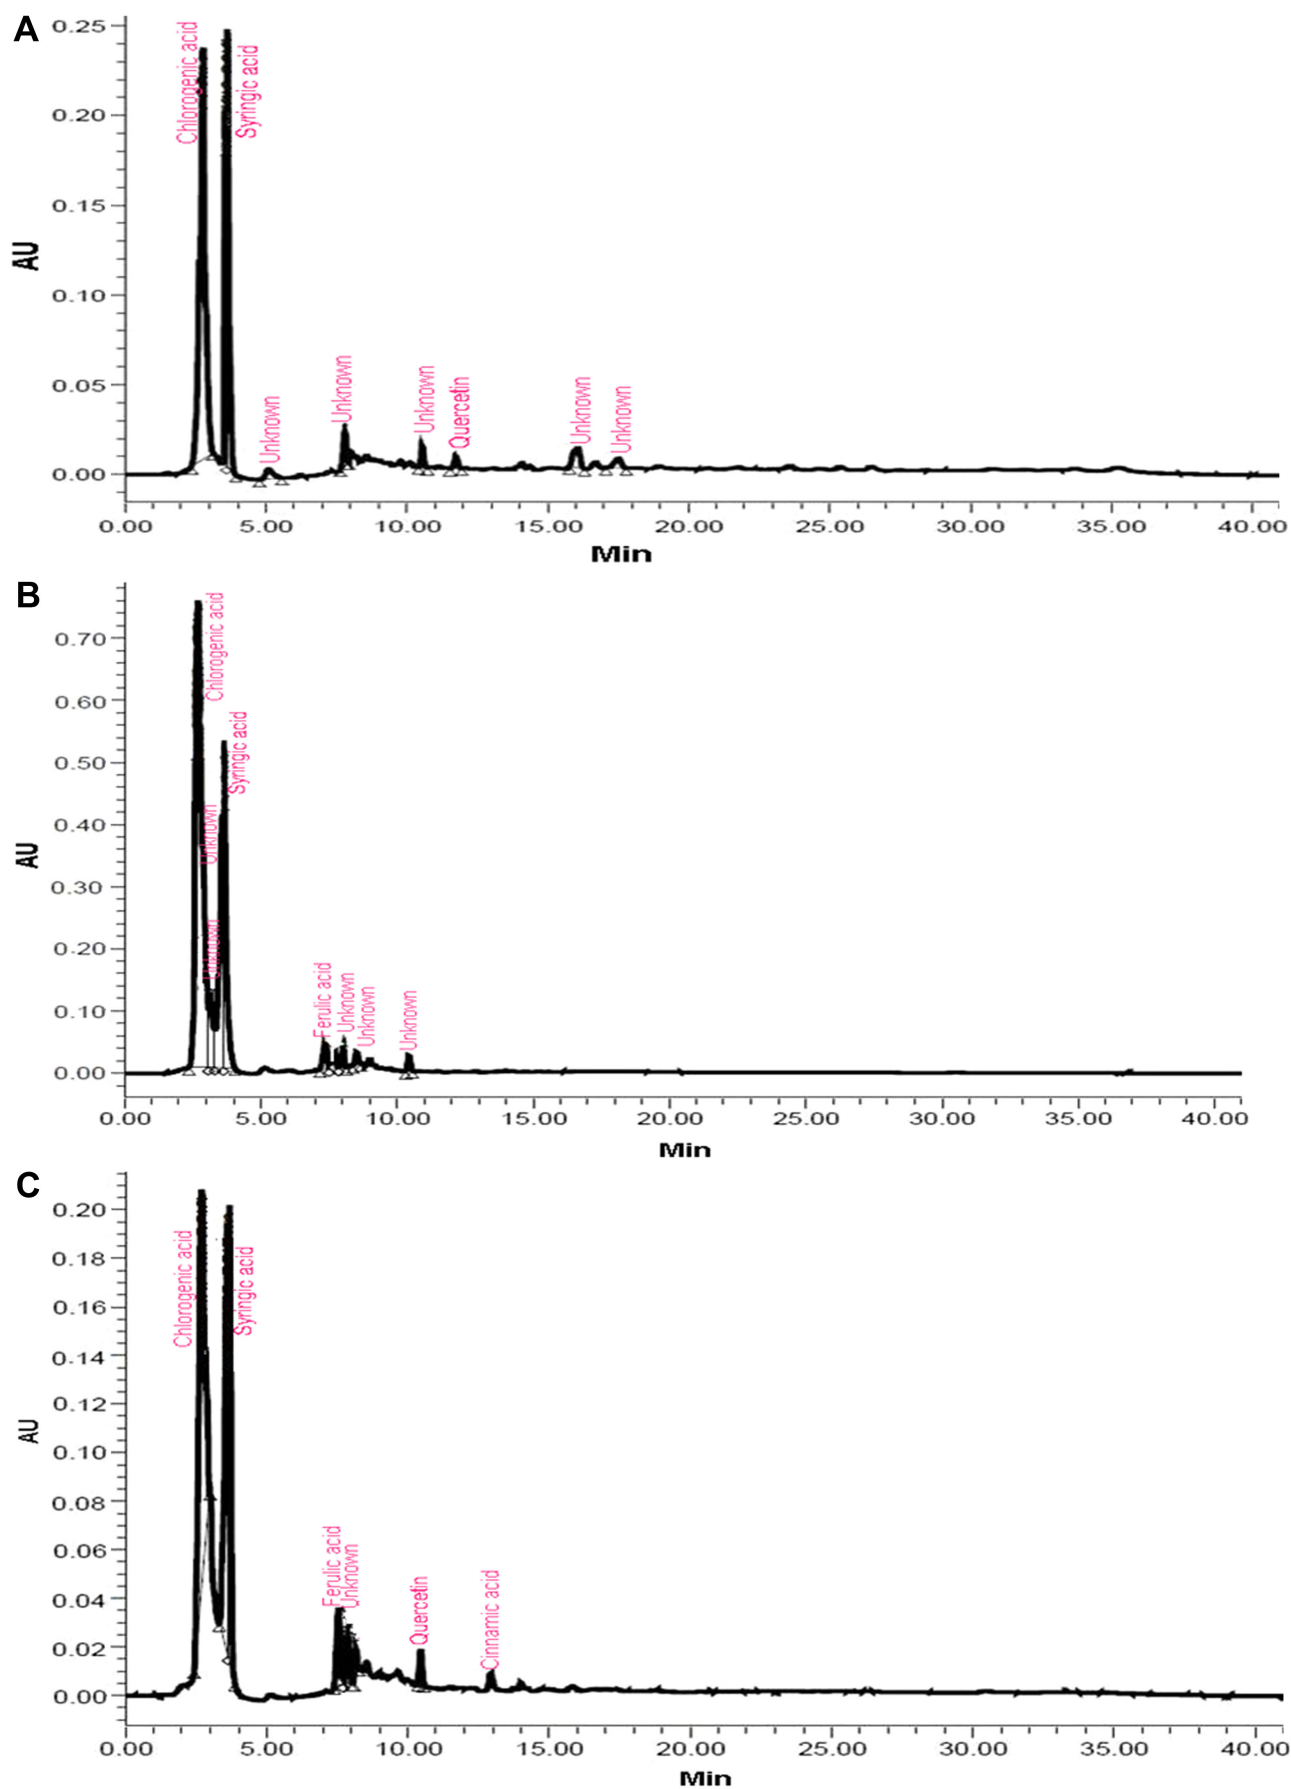 A
0.25
0.20
0.15
0.10
0.05
0.00
AU
Chlorogenic acid
Syringic acid
Unknown
Unknown
Unknown
Quercetin
Unknown
Unknown
0.00 5.00 10.00 15.00 20.00 25.00 30.00 35.00 40.00
Min
B
0.70
0.60
0.50
0.40
0.30
0.20
0.10
0.00
AU
Chlorogenic acid
Unknown
Unknown
Syringic acid
Ferulic acid
Unknown
Unknown
Unknown
0.00 5.00 10.00 15.00 20.00 25.00 30.00 35.00 40.00
Min
C
0.20
0.18
0.16
0.14
0.12
0.10
0.08
0.06
0.04
0.02
0.00
AU
Chlorogenic acid
Syringic acid
Ferulic acid
Unknown
Quercetin
Cinnamic acid
0.00 5.00 10.00 15.00 20.00 25.00 30.00 35.00 40.00
Min